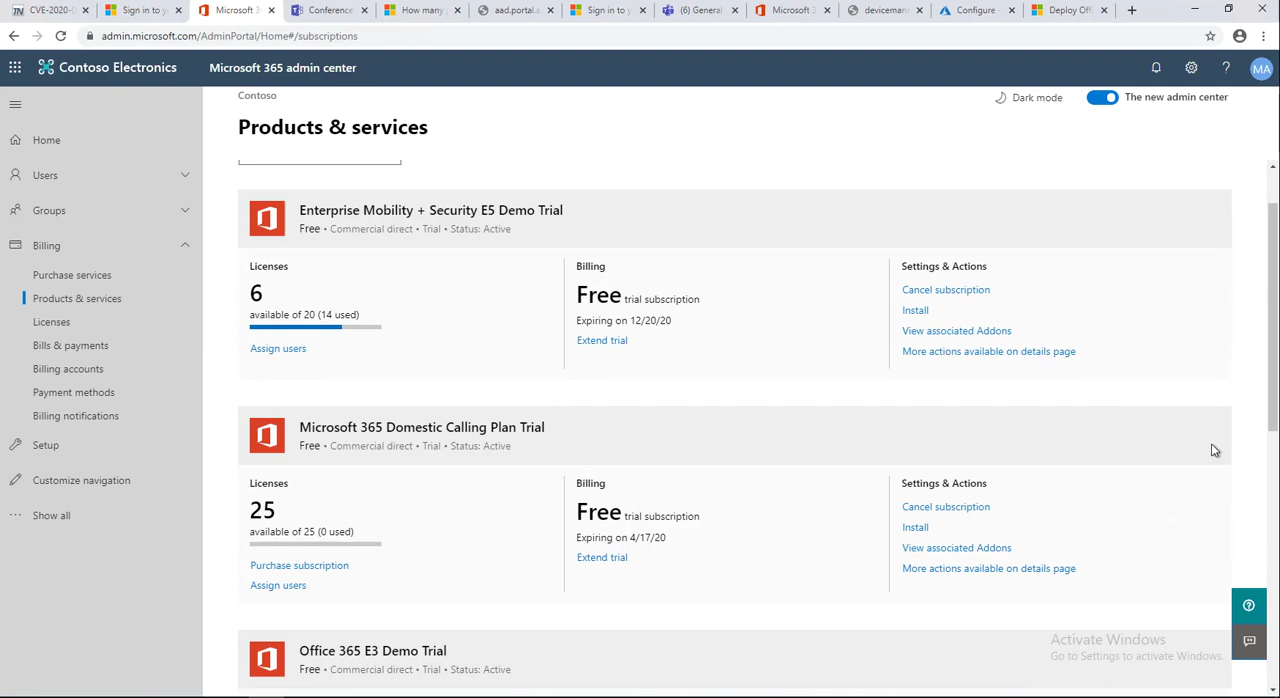 CVE-2020-0
Sign in to yo
Microsoft 36
Conference
How many
aad.portal.a
Sign in to y
(6) General
Microsoft 3
deviceman
Configure -
Deploy Off
admin.microsoft.com/AdminPortal/Home#/subscriptions
Contoso Electronics
Microsoft 365 admin center
MA
Contoso
Dark mode
The new admin center
Products & services
Home
Users
Groups
Billing
Purchase services
Products & services
Licenses
Bills & payments
Billing accounts
Payment methods
Billing notifications
Setup
Customize navigation
Show all
Enterprise Mobility + Security E5 Demo Trial
Free • Commercial direct • Trial • Status: Active
Licenses
6
available of 20 (14 used)
Assign users
Billing
Free trial subscription
Expiring on 12/20/20
Extend trial
Settings & Actions
Cancel subscription
Install
View associated Addons
More actions available on details page
Microsoft 365 Domestic Calling Plan Trial
Free • Commercial direct • Trial • Status: Active
Licenses
25
available of 25 (0 used)
Purchase subscription
Assign users
Billing
Free trial subscription
Expiring on 4/17/20
Extend trial
Settings & Actions
Cancel subscription
Install
View associated Addons
More actions available on details page
Office 365 E3 Demo Trial
Free • Commercial direct • Trial • Status: Active
Activate Windows
Go to Settings to activate Windows.